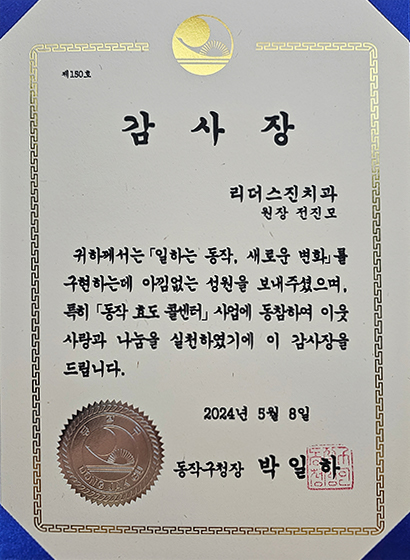 제150호
감사장
리더스진치과
원장 전진모
귀하께서는 「일하는 동작, 새로운 변화」를
구현하는데 아낌없는 성원을 보내주셨으며,
특히 「동작 효도 콜센터」 사업에 동참하여 이웃
사랑과 나눔을 실천하였기에 이 감사장을
드립니다.
2024년 5월 8일
동작구청장 박일하